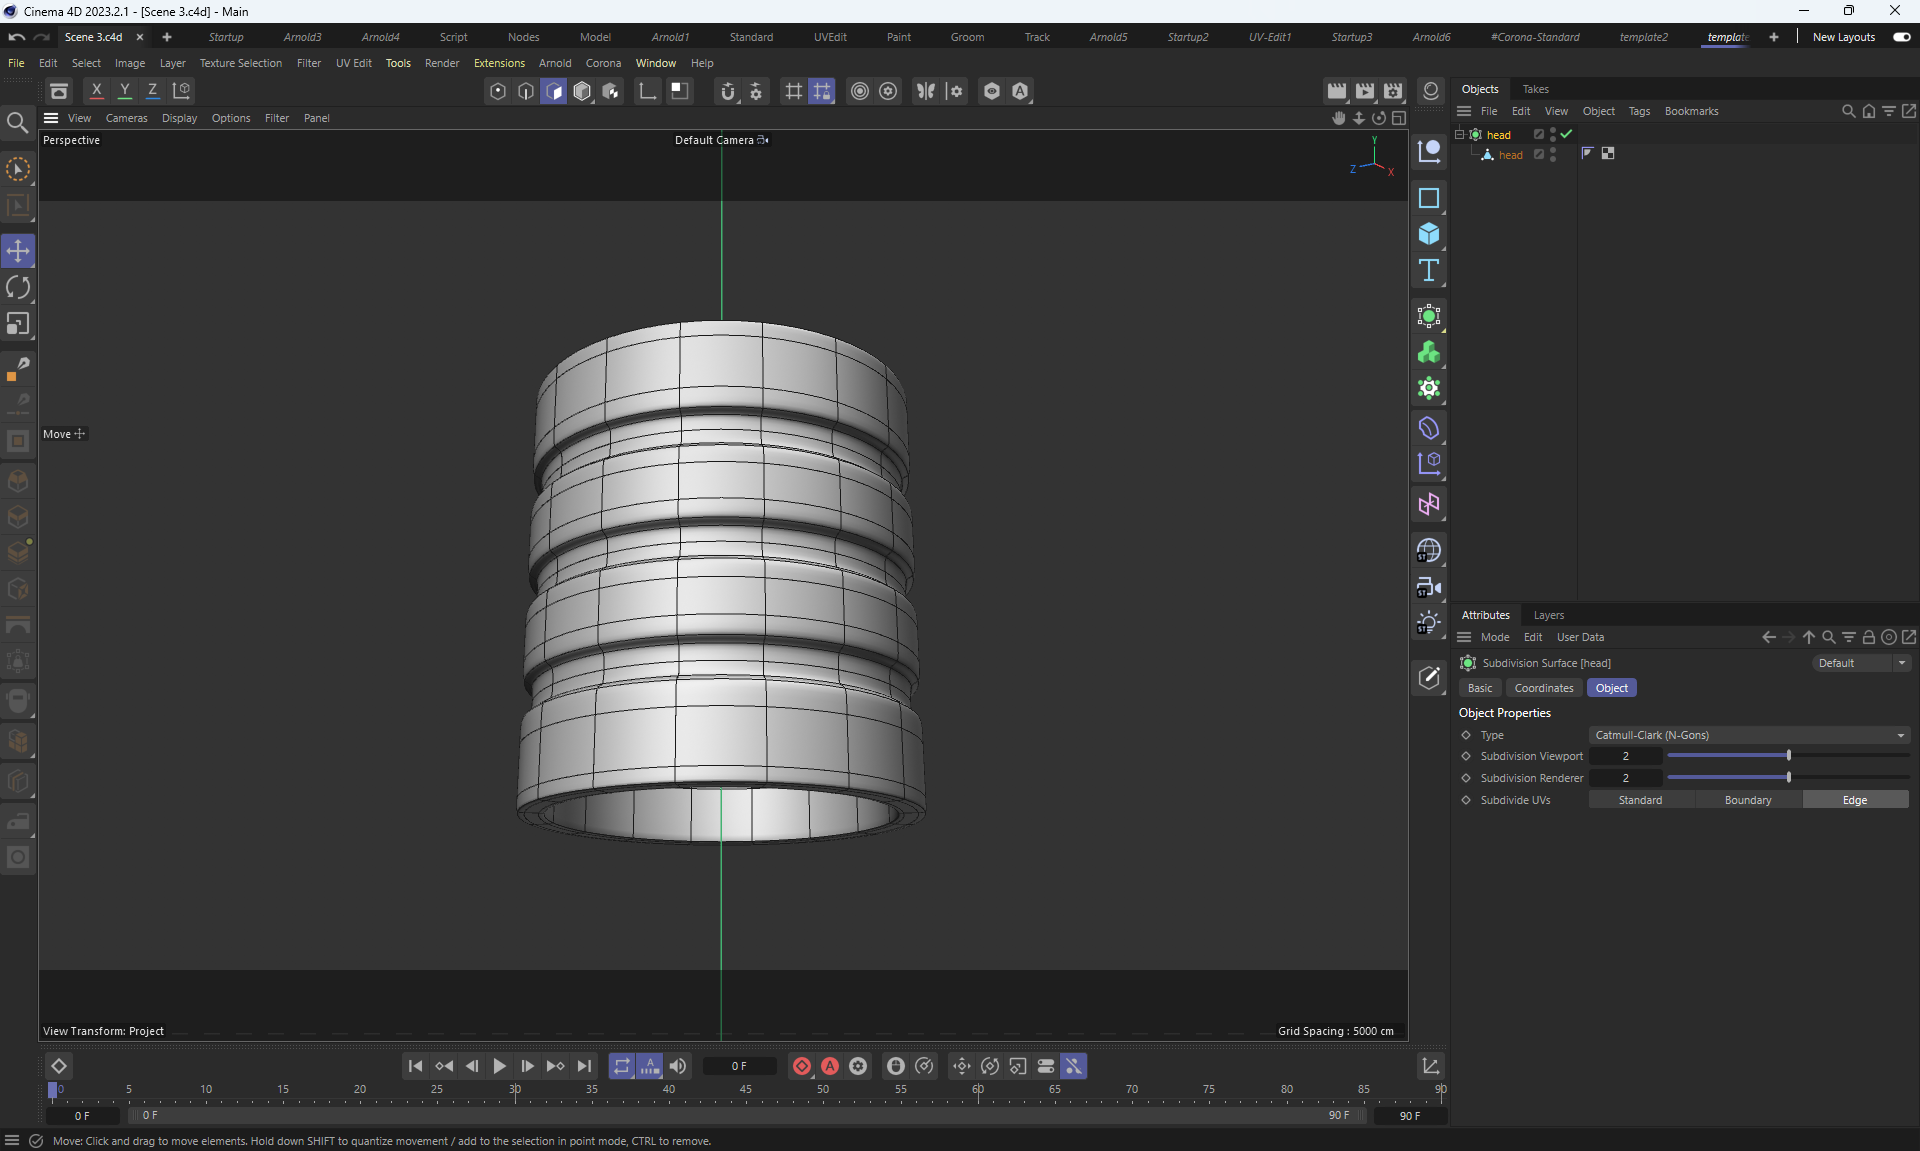 Cinema 4D 2023.2.1 - [Scene 3.c4d] - Main
Scene 3.c4d × + Startup Arnold3 Arnold4 Script Nodes Model Arnold1 Standard UVEdit Paint Groom Track Arnold5 Startup2 UV-Edit1 Startup3 Arnold6 #Corona-Standard template2 template + New Layouts
File Edit Select Image Layer Texture Selection Filter UV Edit Tools Render Extensions Arnold Corona Window Help
X Y Z
Objects Takes
View Cameras Display Options Filter Panel
File Edit View Object Tags Bookmarks
Perspective
Default Camera
Y
Z
X
head
head
Move
Attributes Layers
Mode Edit User Data
Subdivision Surface [head]
Default
Basic Coordinates Object
Object Properties
Type Catmull-Clark (N-Gons)
Subdivision Viewport 2
Subdivision Renderer 2
Subdivide UVs Standard Boundary Edge
View Transform: Project
Grid Spacing : 5000 cm
0 F
0 5 10 15 20 25 30 35 40 45 50 55 60 65 70 75 80 85 90
0 F 0 F 90 F 90 F
Move: Click and drag to move elements. Hold down SHIFT to quantize movement / add to the selection in point mode, CTRL to remove.